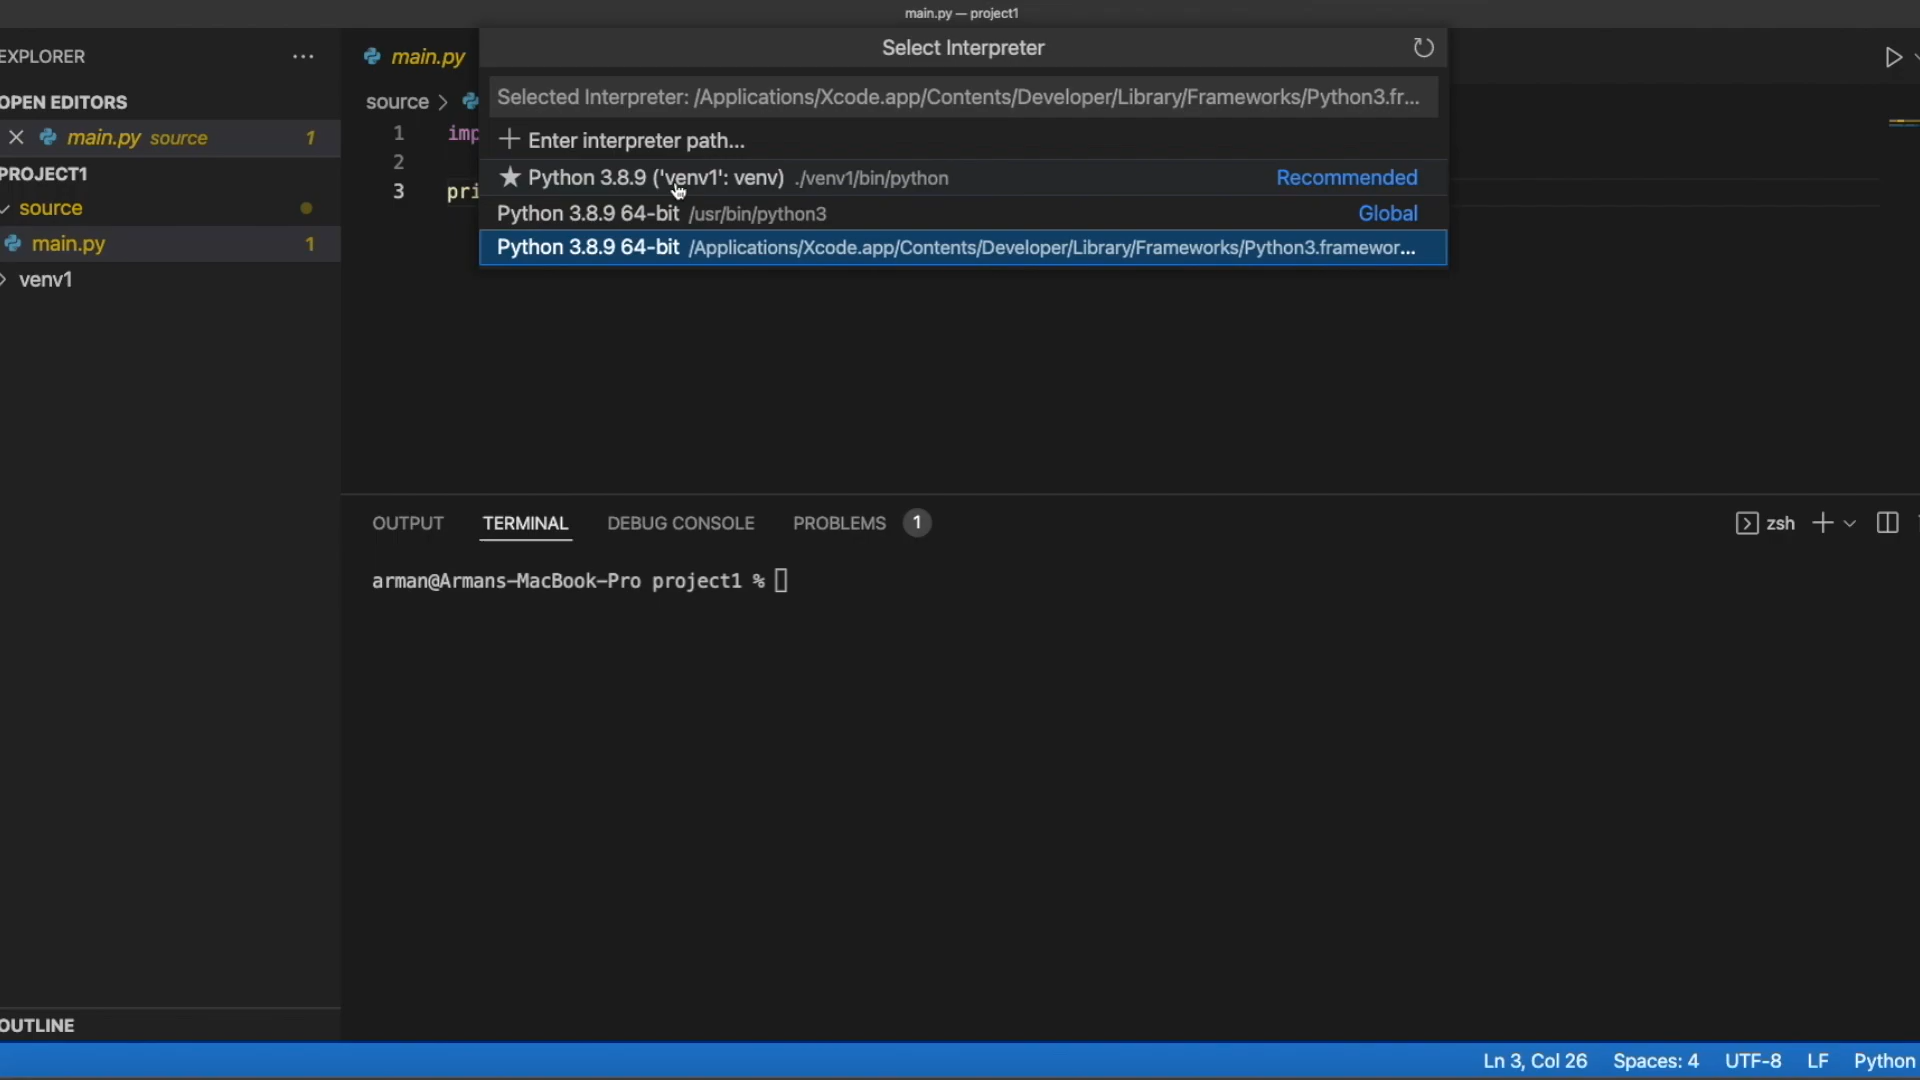 main.py — project1
EXPLORER
OPEN EDITORS
main.py source 1
PROJECT1
source
main.py 1
venv1
OUTLINE
main.py
source >
1 imp
2
3 pri
Select Interpreter
Selected Interpreter: /Applications/Xcode.app/Contents/Developer/Library/Frameworks/Python3.fr...
+ Enter interpreter path...
★ Python 3.8.9 ('venv1': venv) ./venv1/bin/python Recommended
Python 3.8.9 64-bit /usr/bin/python3 Global
Python 3.8.9 64-bit /Applications/Xcode.app/Contents/Developer/Library/Frameworks/Python3.framewor...
OUTPUT TERMINAL DEBUG CONSOLE PROBLEMS 1
zsh
arman@Armans-MacBook-Pro project1 %
Ln 3, Col 26 Spaces: 4 UTF-8 LF Python